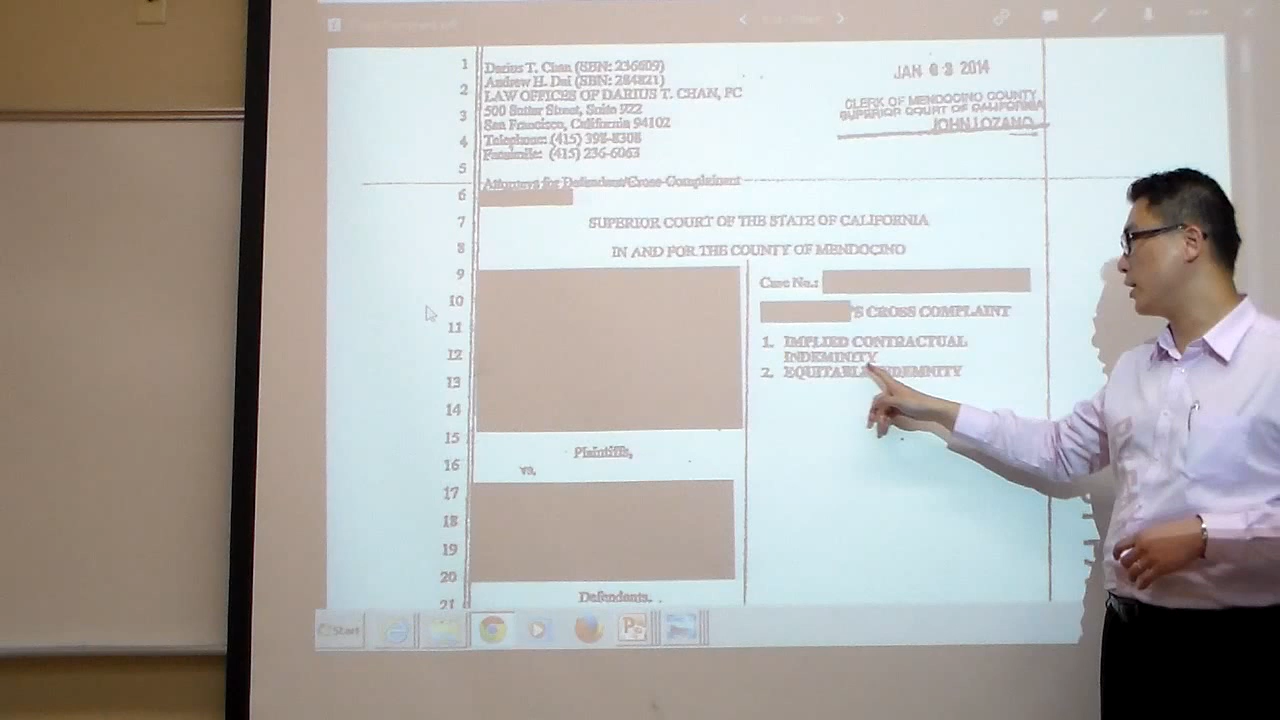 1
Darius T. Chan (SBN: 236609)
Andrew H. Dai (SBN: 284821)
2
LAW OFFICES OF DARIUS T. CHAN, PC
500 Sutter Street, Suite 922
3
San Francisco, California 94102
4
Telephone: (415) 398-8308
Facsimile: (415) 236-6063
5
Attorneys for Defendant/Cross-Complainant
6
JAN 03 2014
CLERK OF MENDOCINO COUNTY
SUPERIOR COURT OF CALIFORNIA
JOHN LOZANO
7
SUPERIOR COURT OF THE STATE OF CALIFORNIA
8
IN AND FOR THE COUNTY OF MENDOCINO
9
Case No.:
10
'S CROSS COMPLAINT
11
1. IMPLIED CONTRACTUAL
12
INDEMINITY
2. EQUITABLE INDEMNITY
13
14
15
Plaintiffs,
16
vs.
17
18
19
20
Defendants.
21
Start